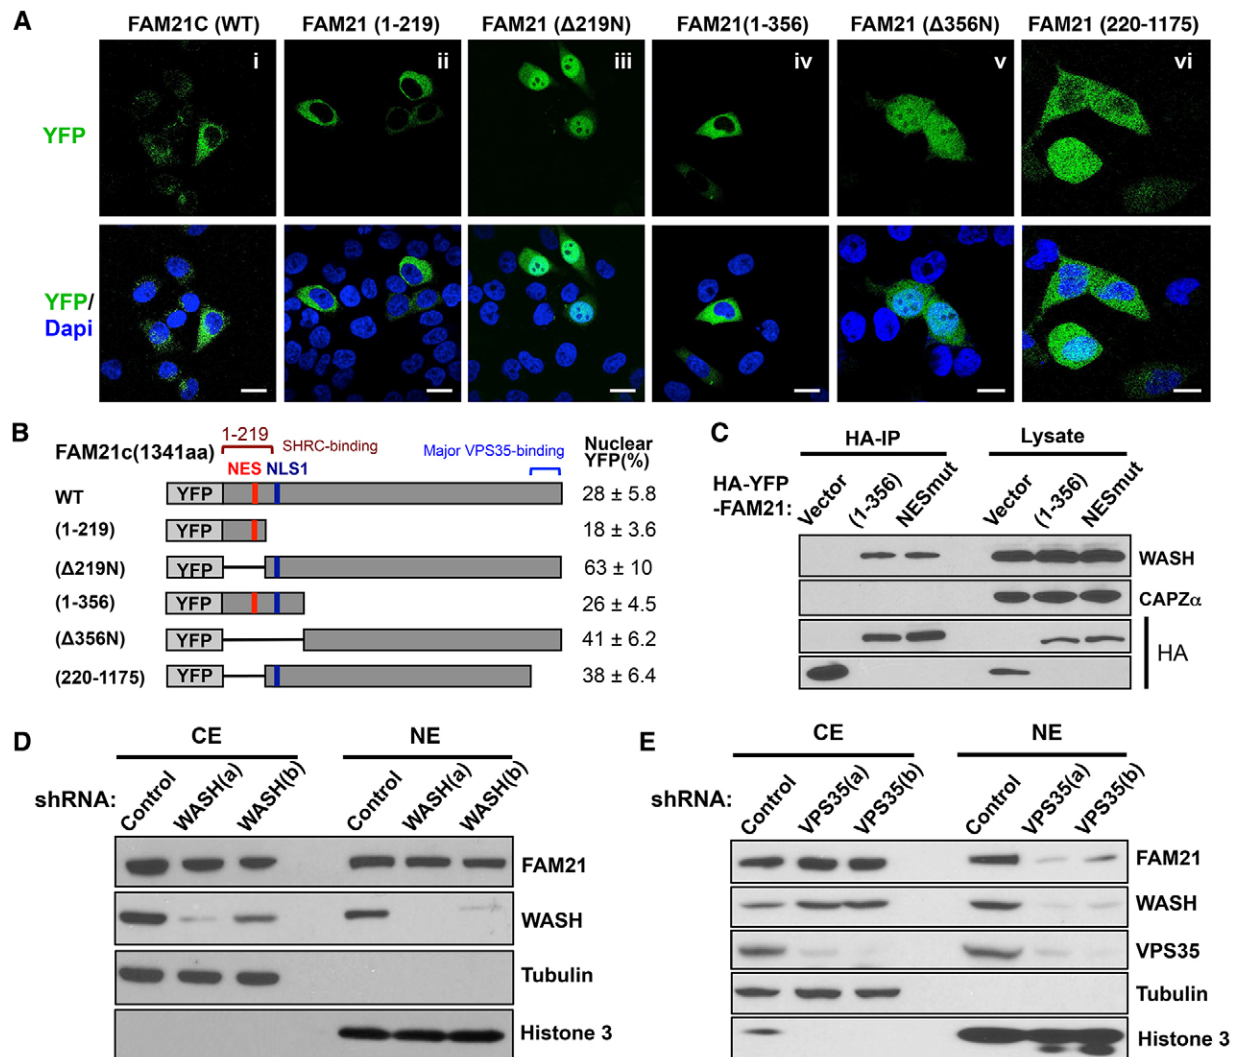 A
FAM21C (WT) FAM21 (1-219) FAM21 (Δ219N) FAM21(1-356) FAM21 (Δ356N) FAM21 (220-1175)
i ii iii iv v vi
YFP
YFP/
Dapi
B
FAM21c(1341aa)
1-219
SHRC-binding
Major VPS35-binding
Nuclear
YFP(%)
NES NLS1
WT YFP 28 ± 5.8
(1-219) YFP 18 ± 3.6
(Δ219N) YFP 63 ± 10
(1-356) YFP 26 ± 4.5
(Δ356N) YFP 41 ± 6.2
(220-1175) YFP 38 ± 6.4
C
HA-IP Lysate
HA-YFP
-FAM21:
Vector (1-356) NESmut Vector (1-356) NESmut
WASH
CAPZα
HA
D
CE NE
shRNA: Control WASH(a) WASH(b) Control WASH(a) WASH(b)
FAM21
WASH
Tubulin
Histone 3
E
CE NE
shRNA: Control VPS35(a) VPS35(b) Control VPS35(a) VPS35(b)
FAM21
WASH
VPS35
Tubulin
Histone 3